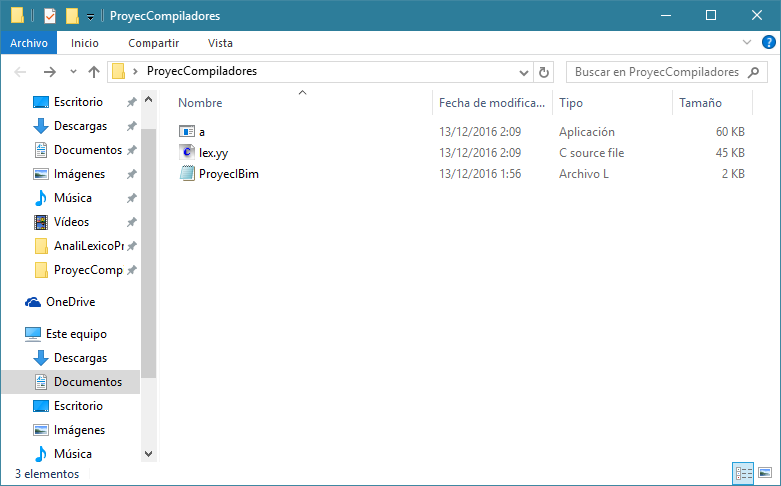 ProyecCompiladores
Archivo Inicio Compartir Vista
ProyecCompiladores
Buscar en ProyecCompiladores
Nombre Fecha de modifica... Tipo Tamaño
a 13/12/2016 2:09 Aplicación 60 KB
lex.yy 13/12/2016 2:09 C source file 45 KB
ProyecIBim 13/12/2016 1:56 Archivo L 2 KB
Escritorio
Descargas
Documentos
Imágenes
Música
Vídeos
AnaliLexicoPr
ProyecComp
OneDrive
Este equipo
Descargas
Documentos
Escritorio
Imágenes
Música
3 elementos